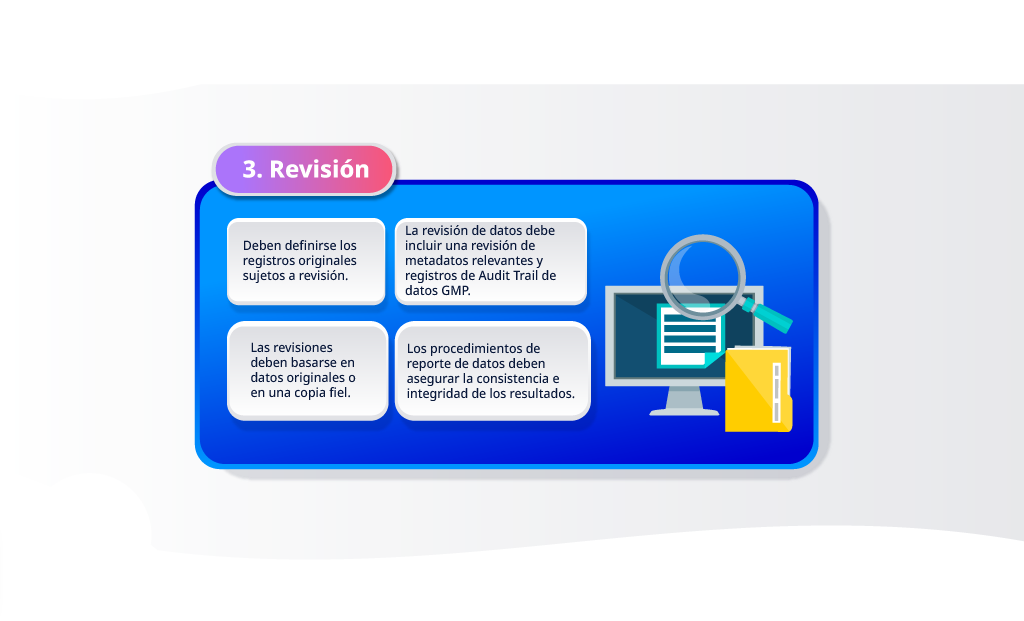 3. Revisión
Deben definirse los
registros originales
sujetos a revisión.
La revisión de datos debe
incluir una revisión de
metadatos relevantes y
registros de Audit Trail de
datos GMP.
Las revisiones
deben basarse en
datos originales o
en una copia fiel.
Los procedimientos de
reporte de datos deben
asegurar la consistencia e
integridad de los resultados.